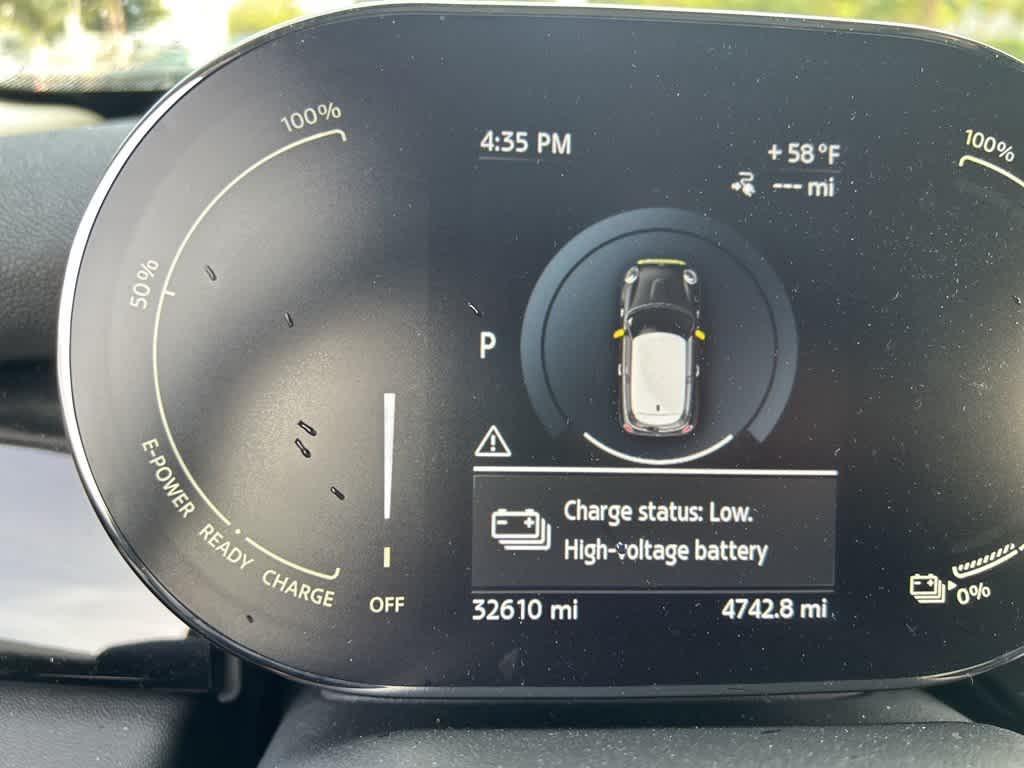 100%
50%
E-POWER
READY
CHARGE
OFF
4:35 PM
+ 58 °F
--- mi
P
Charge status: Low.
High-voltage battery
32610 mi
4742.8 mi
100%
0%